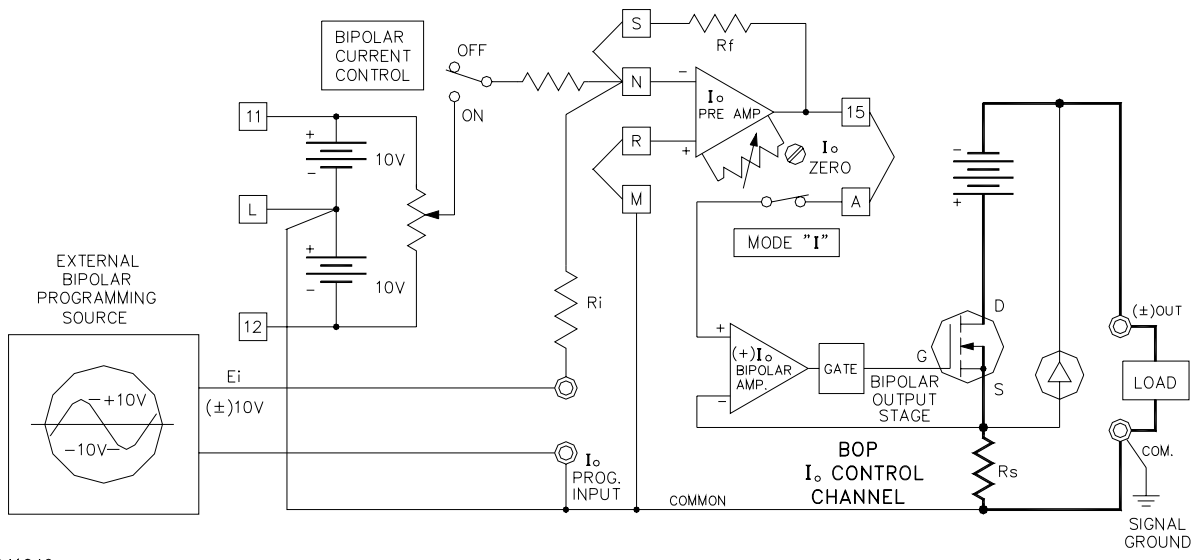 BIPOLAR
CURRENT
CONTROL
OFF
ON
S
Rf
N
−
Io
PRE AMP
+
R
M
15
Io
ZERO
A
MODE "I"
11
+
10V
−
L
+
10V
−
12
−
+
EXTERNAL
BIPOLAR
PROGRAMMING
SOURCE
+10V
−10V
Ei
(±)10V
Ri
Io
PROG.
INPUT
+
(+)Io
BIPOLAR
AMP.
−
GATE
G
D
S
BIPOLAR
OUTPUT
STAGE
(±)OUT
LOAD
COM.
BOP
Io CONTROL
CHANNEL
Rs
COMMON
SIGNAL
GROUND